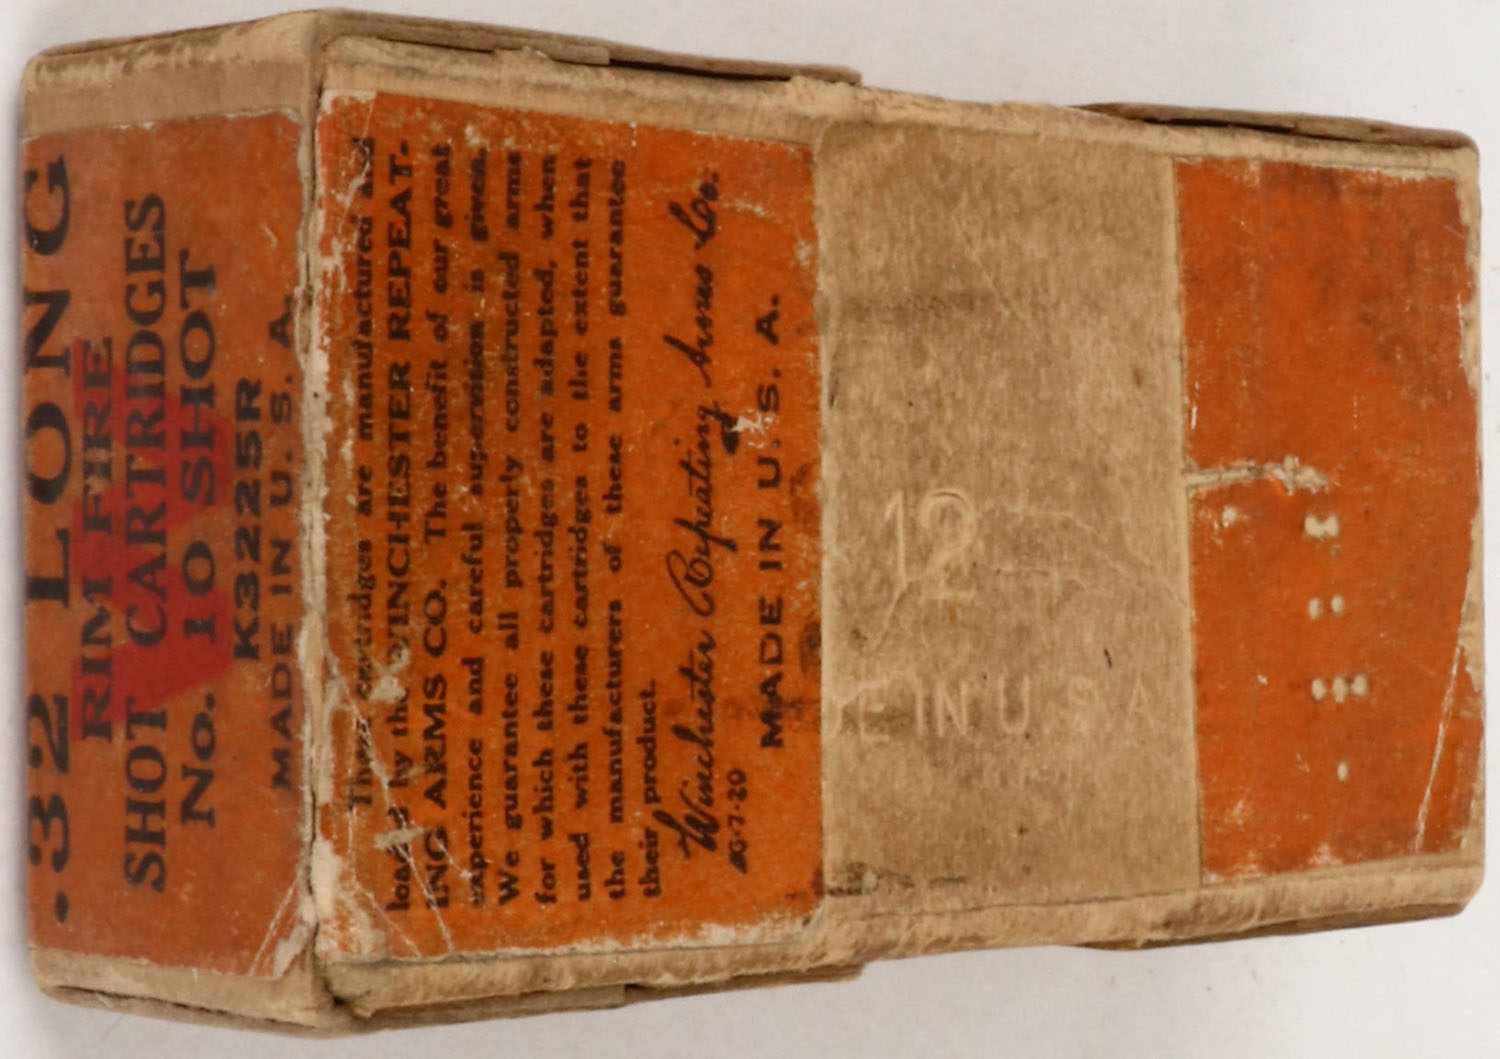 .32 LONG
RIM FIRE
SHOT CARTRIDGES
No. 10 SHOT
K3225R
MADE IN U. S. A.
These cartridges are manufactured and
loaded by the WINCHESTER REPEAT-
ING ARMS CO. The benefit of our great
experience and careful supervision is given.
We guarantee all properly constructed arms
for which these cartridges are adapted, when
used with these cartridges to the extent that
the manufacturers of these arms guarantee
their product.
Winchester Repeating Arms Co.
MADE IN U. S. A.
12
E IN U S A